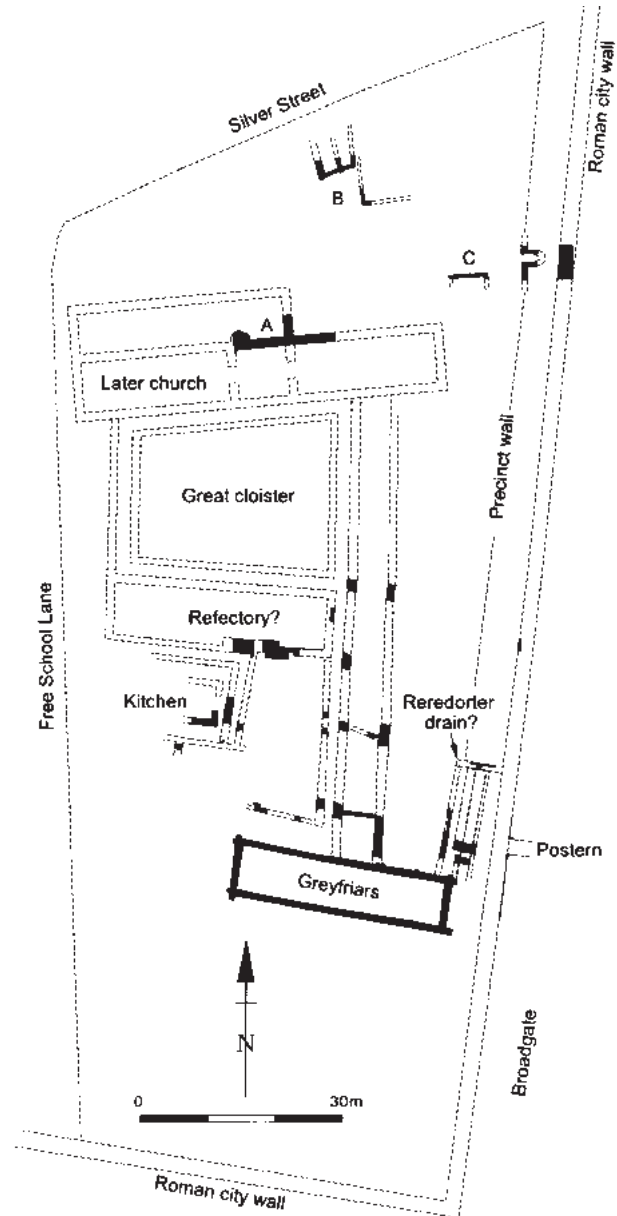 Silver Street
Roman city wall
B
C
A
Later church
Precinct wall
Great cloister
Free School Lane
Refectory?
Kitchen
Reredorter
drain?
Postern
Greyfriars
N
Broadgate
0 30m
Roman city wall